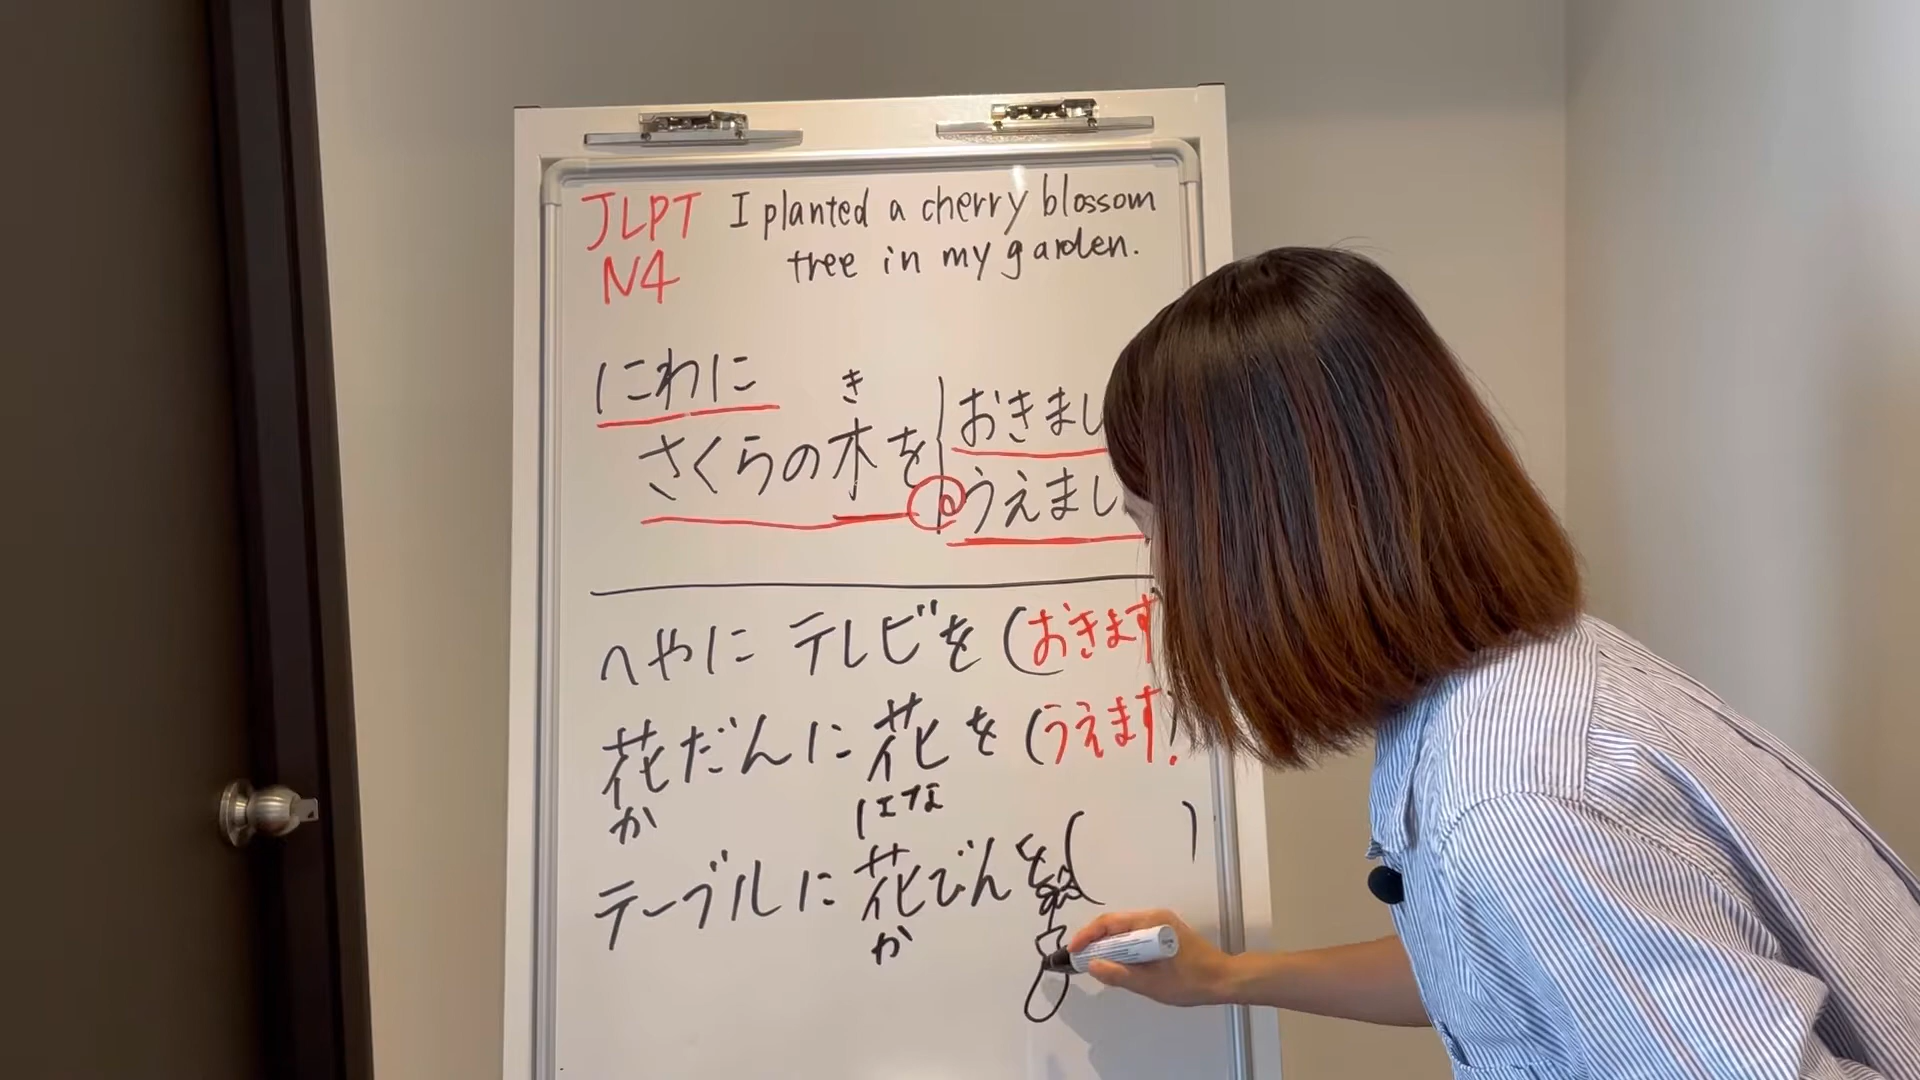 JLPT I planted a cherry blossom
N4 tree in my garden.
にわに
き
さくらの木を
おきまし
うえまし
へやに テレビを (おきます
花だんに 花を (うえます)
か はな
テーブルに 花びんを ( )
か